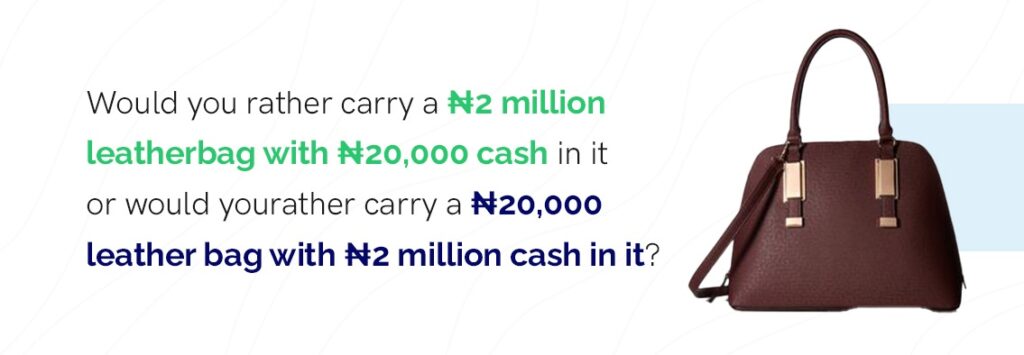 Would you rather carry a ₦2 million
leatherbag with ₦20,000 cash in it
or would yourather carry a ₦20,000
leather bag with ₦2 million cash in it?